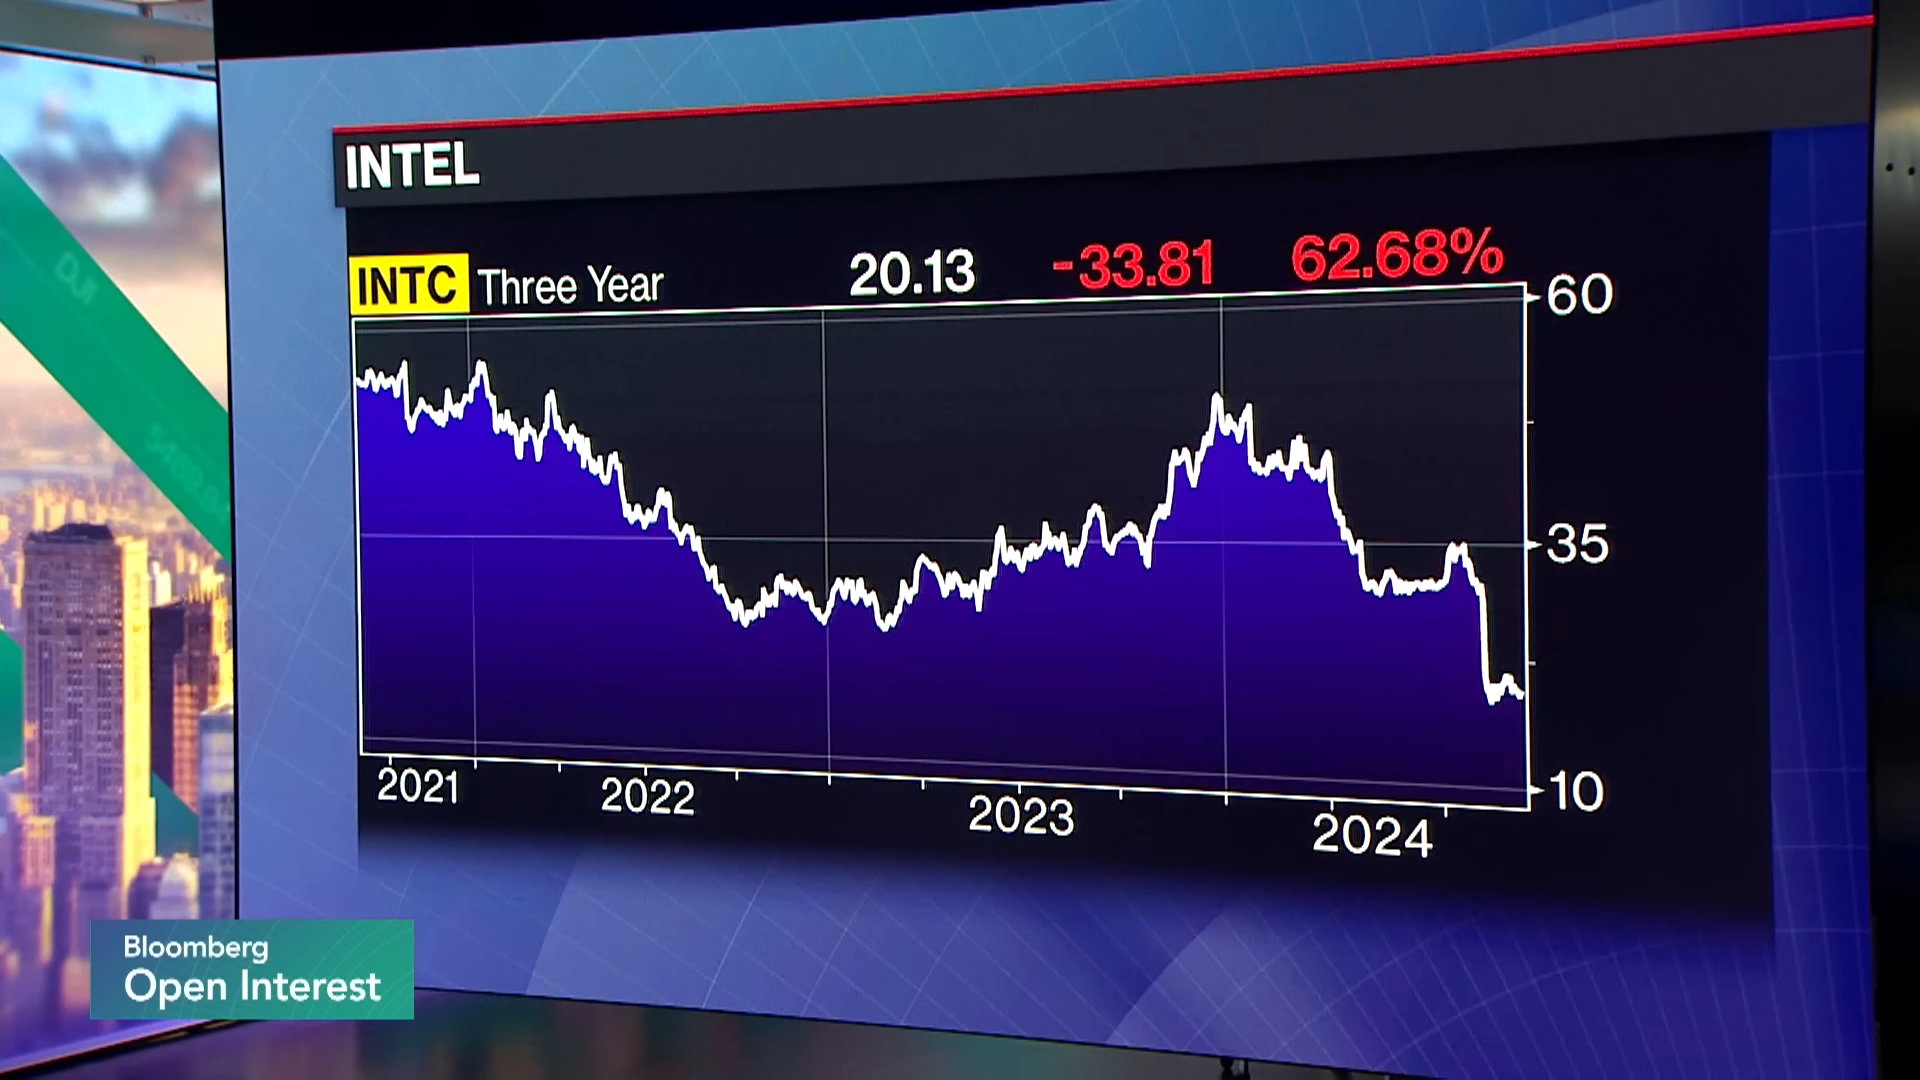 INTEL
INTC Three Year 20.13 -33.81 62.68%
60
35
10
2021 2022 2023 2024
DJI
Bloomberg
Open Interest